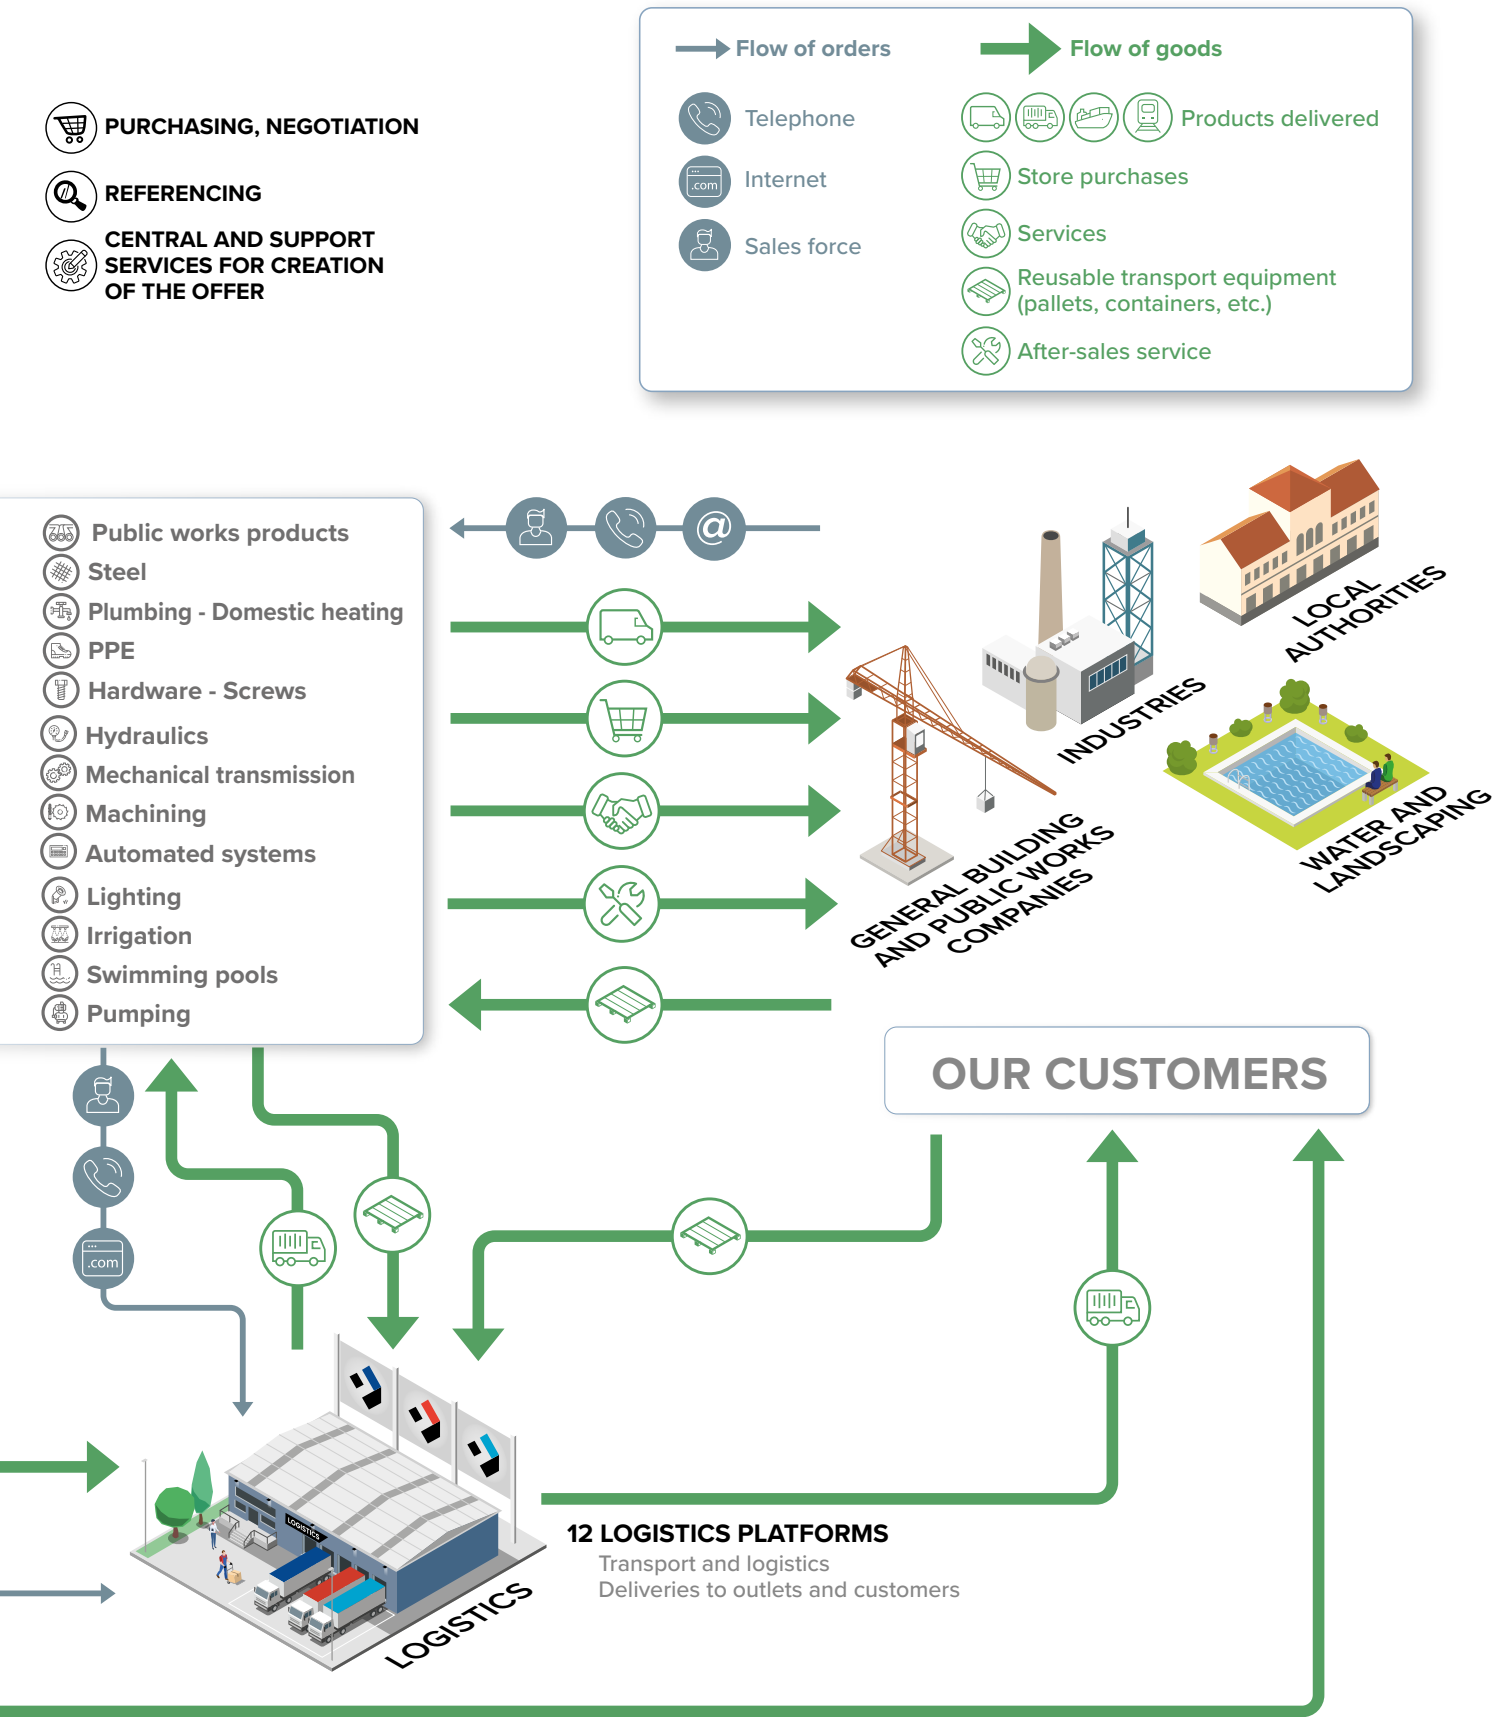 Flow of orders
Flow of goods
Telephone
Internet
.com
Sales force
Products delivered
Store purchases
Services
Reusable transport equipment
(pallets, containers, etc.)
After-sales service
PURCHASING, NEGOTIATION
REFERENCING
CENTRAL AND SUPPORT
SERVICES FOR CREATION
OF THE OFFER
Public works products
Steel
Plumbing - Domestic heating
PPE
Hardware - Screws
Hydraulics
Mechanical transmission
Machining
Automated systems
Lighting
Irrigation
Swimming pools
Pumping
@
LOCAL
AUTHORITIES
INDUSTRIES
WATER AND
LANDSCAPING
GENERAL BUILDING
AND PUBLIC WORKS
COMPANIES
OUR CUSTOMERS
.com
LOGISTICS
LOGISTICS
12 LOGISTICS PLATFORMS
Transport and logistics
Deliveries to outlets and customers